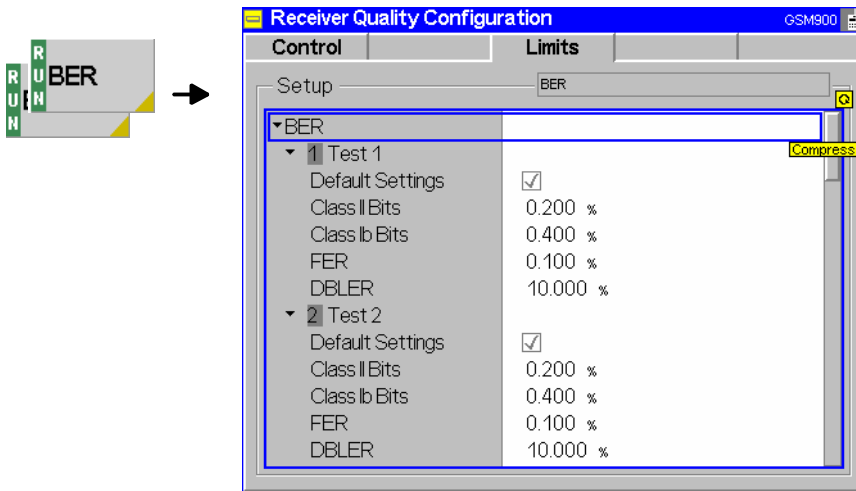 RUN
RUN
BER
Receiver Quality Configuration
GSM900
Control
Limits
Setup
BER
BER
Compress
1 Test 1
Default Settings
Class II Bits 0.200 %
Class Ib Bits 0.400 %
FER 0.100 %
DBLER 10.000 %
2 Test 2
Default Settings
Class II Bits 0.200 %
Class Ib Bits 0.400 %
FER 0.100 %
DBLER 10.000 %